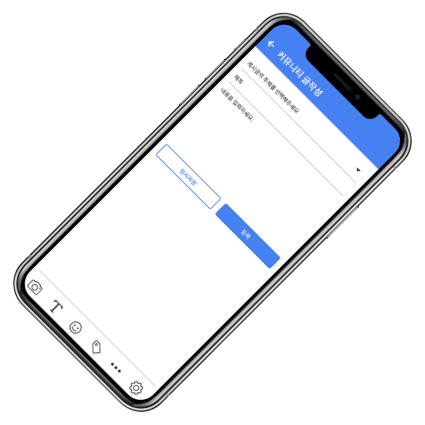 커뮤니티 글작성
게시글의 주제를 선택해주세요
제목
내용을 입력하세요.
임시저장
등록
T